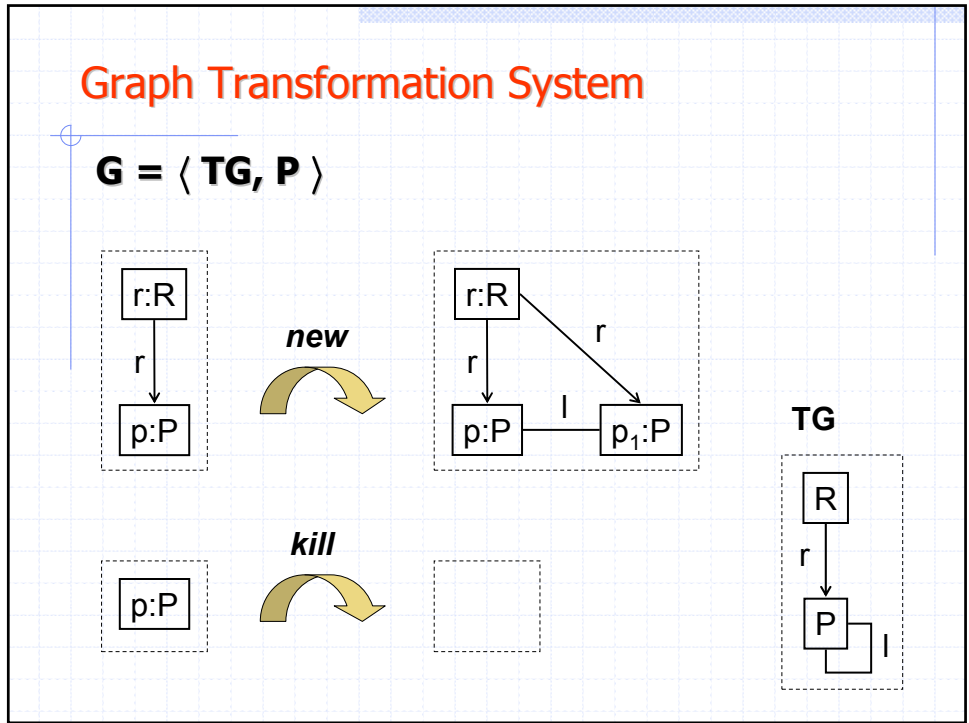 Graph Transformation System
G = ⟨ TG, P ⟩
r:R
r
p:P
new
r:R
r
r
l
p:P
p₁:P
TG
R
r
P
l
kill
p:P